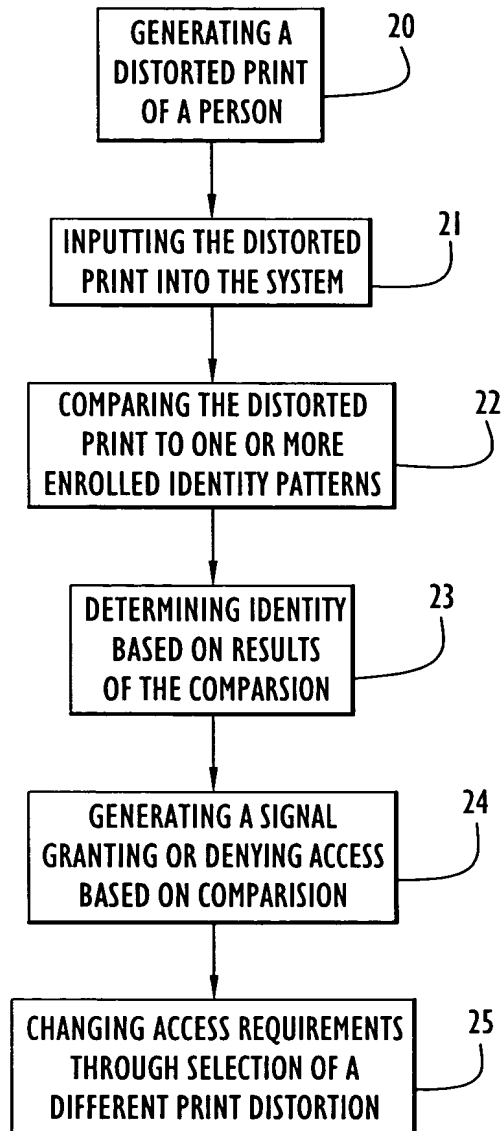 GENERATING A
DISTORTED PRINT
OF A PERSON
20
INPUTTING THE DISTORTED
PRINT INTO THE SYSTEM
21
COMPARING THE DISTORTED
PRINT TO ONE OR MORE
ENROLLED IDENTITY PATTERNS
22
DETERMINING IDENTITY
BASED ON RESULTS
OF THE COMPARSION
23
GENERATING A SIGNAL
GRANTING OR DENYING ACCESS
BASED ON COMPARISION
24
CHANGING ACCESS REQUIREMENTS
THROUGH SELECTION OF A
DIFFERENT PRINT DISTORTION
25